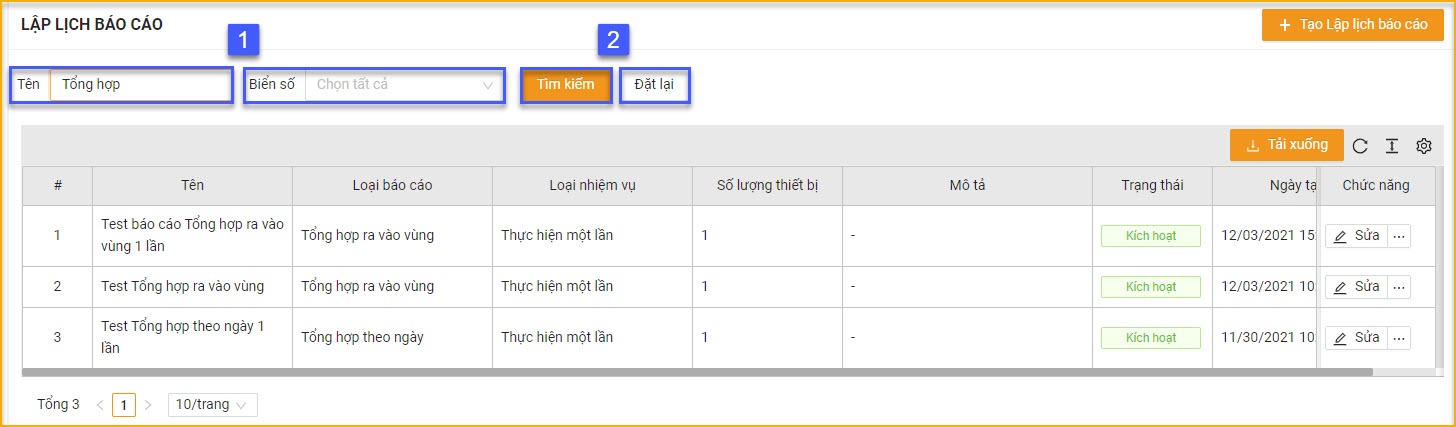 LẬP LỊCH BÁO CÁO
+ Tạo Lập lịch báo cáo
1
2
Tên Tổng hợp Biển số Chọn tất cả Tìm kiếm Đặt lại
Tải xuống
# Tên Loại báo cáo Loại nhiệm vụ Số lượng thiết bị Mô tả Trạng thái Ngày tạ Chức năng
1 Test báo cáo Tổng hợp ra vào vùng 1 lần Tổng hợp ra vào vùng Thực hiện một lần 1 - Kích hoạt 12/03/2021 15: Sửa ...
2 Test Tổng hợp ra vào vùng Tổng hợp ra vào vùng Thực hiện một lần 1 - Kích hoạt 12/03/2021 10: Sửa ...
3 Test Tổng hợp theo ngày 1 lần Tổng hợp theo ngày Thực hiện một lần 1 - Kích hoạt 11/30/2021 10: Sửa ...
Tổng 3 < 1 > 10/trang